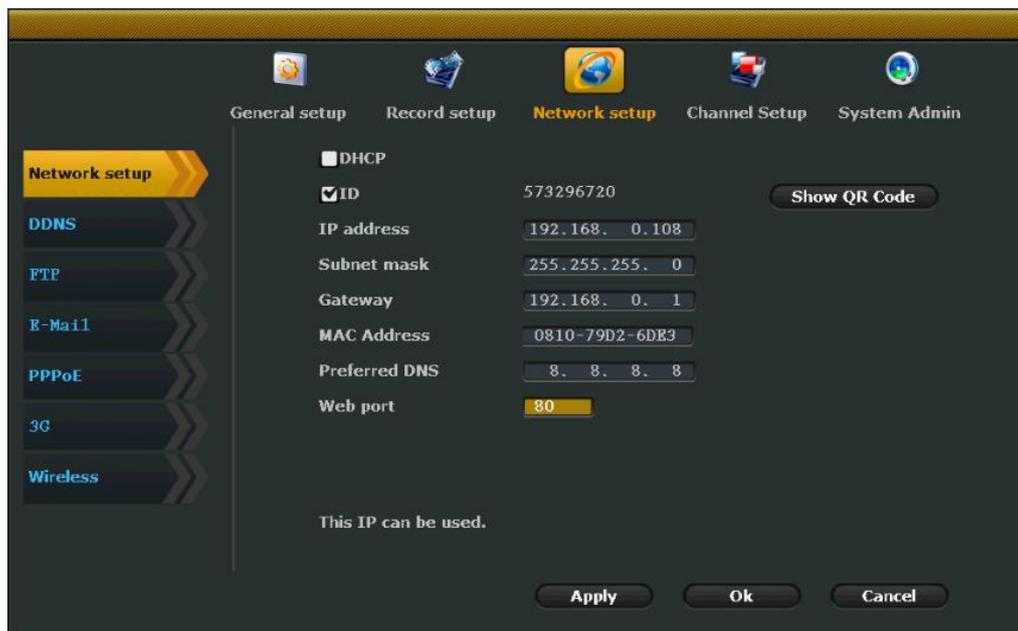 General setup Record setup Network setup Channel Setup System Admin
Network setup
DDNS
FTP
E-Mail
PPPoE
3G
Wireless
DHCP
ID 573296720 Show QR Code
IP address 192.168. 0.108
Subnet mask 255.255.255. 0
Gateway 192.168. 0. 1
MAC Address 0810-79D2-6DE3
Preferred DNS 8. 8. 8. 8
Web port 80
This IP can be used.
Apply Ok Cancel